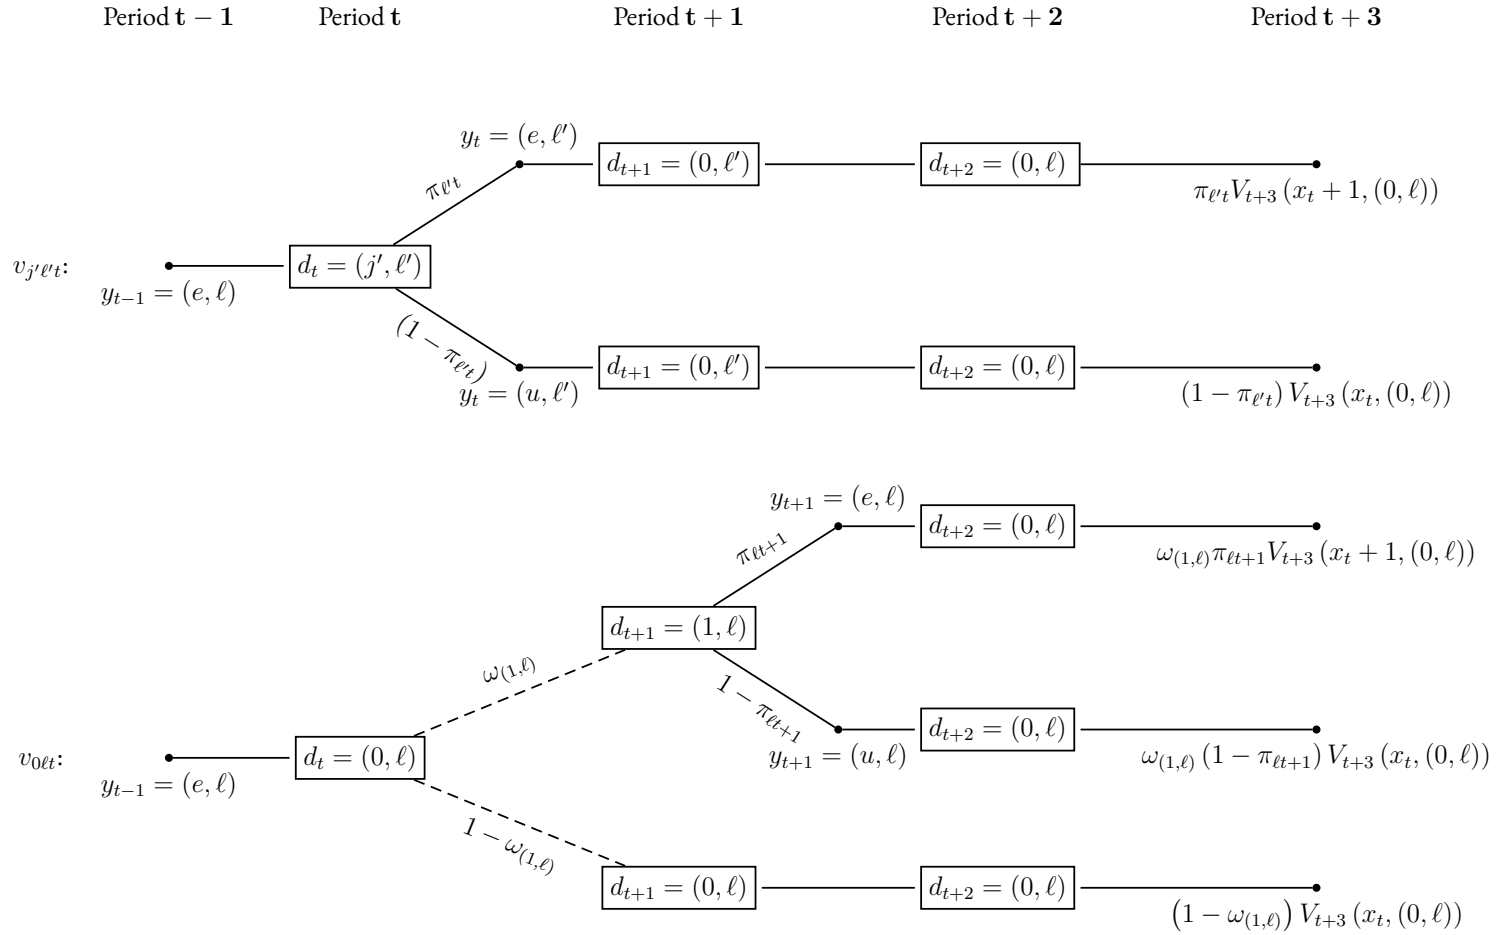 Period t − 1 Period t Period t + 1 Period t + 2 Period t + 3
y_t = (e, ℓ′)
π_{ℓ′t}
d_{t+1} = (0, ℓ′) d_{t+2} = (0, ℓ)
π_{ℓ′t}V_{t+3} (x_t + 1, (0, ℓ))
v_{j′ℓ′t}:
y_{t−1} = (e, ℓ)
d_t = (j′, ℓ′)
(1 − π_{ℓ′t})
y_t = (u, ℓ′)
d_{t+1} = (0, ℓ′) d_{t+2} = (0, ℓ)
(1 − π_{ℓ′t}) V_{t+3} (x_t, (0, ℓ))
y_{t+1} = (e, ℓ)
π_{ℓt+1}
d_{t+2} = (0, ℓ)
ω_{(1,ℓ)}π_{ℓt+1}V_{t+3} (x_t + 1, (0, ℓ))
d_{t+1} = (1, ℓ)
ω_{(1,ℓ)}
1 − π_{ℓt+1}
y_{t+1} = (u, ℓ)
d_{t+2} = (0, ℓ)
ω_{(1,ℓ)} (1 − π_{ℓt+1}) V_{t+3} (x_t, (0, ℓ))
v_{0ℓt}:
y_{t−1} = (e, ℓ)
d_t = (0, ℓ)
1 − ω_{(1,ℓ)}
d_{t+1} = (0, ℓ) d_{t+2} = (0, ℓ)
(1 − ω_{(1,ℓ)}) V_{t+3} (x_t, (0, ℓ))